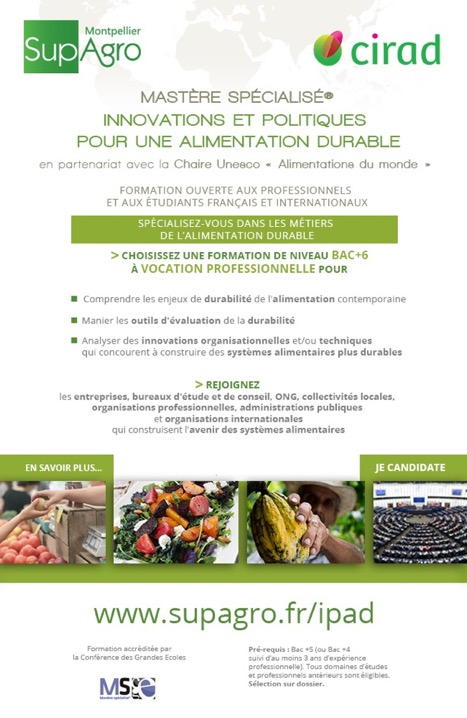 Montpellier
SupAgro
cirad
MASTÈRE SPÉCIALISÉ®
INNOVATIONS ET POLITIQUES
POUR UNE ALIMENTATION DURABLE
en partenariat avec la Chaire Unesco « Alimentations du monde »
FORMATION OUVERTE AUX PROFESSIONNELS
ET AUX ÉTUDIANTS FRANÇAIS ET INTERNATIONAUX
SPÉCIALISEZ-VOUS DANS LES MÉTIERS
DE L'ALIMENTATION DURABLE
> CHOISISSEZ UNE FORMATION DE NIVEAU BAC+6
À VOCATION PROFESSIONNELLE POUR
Comprendre les enjeux de durabilité de l'alimentation contemporaine
Manier les outils d'évaluation de la durabilité
Analyser des innovations organisationnelles et/ou techniques
qui concourent à construire des systèmes alimentaires plus durables
> REJOIGNEZ
les entreprises, bureaux d'étude et de conseil, ONG, collectivités locales,
organisations professionnelles, administrations publiques
et organisations internationales
qui construisent l'avenir des systèmes alimentaires
EN SAVOIR PLUS...
JE CANDIDATE
www.supagro.fr/ipad
Formation accréditée par
la Conférence des Grandes Ecoles
MS
Mastère spécialisé
Pré-requis : Bac +5 (ou Bac +4
suivi d'au moins 3 ans d'expérience
professionnelle). Tous domaines d'études
et professionnels antérieurs sont éligibles.
Sélection sur dossier.